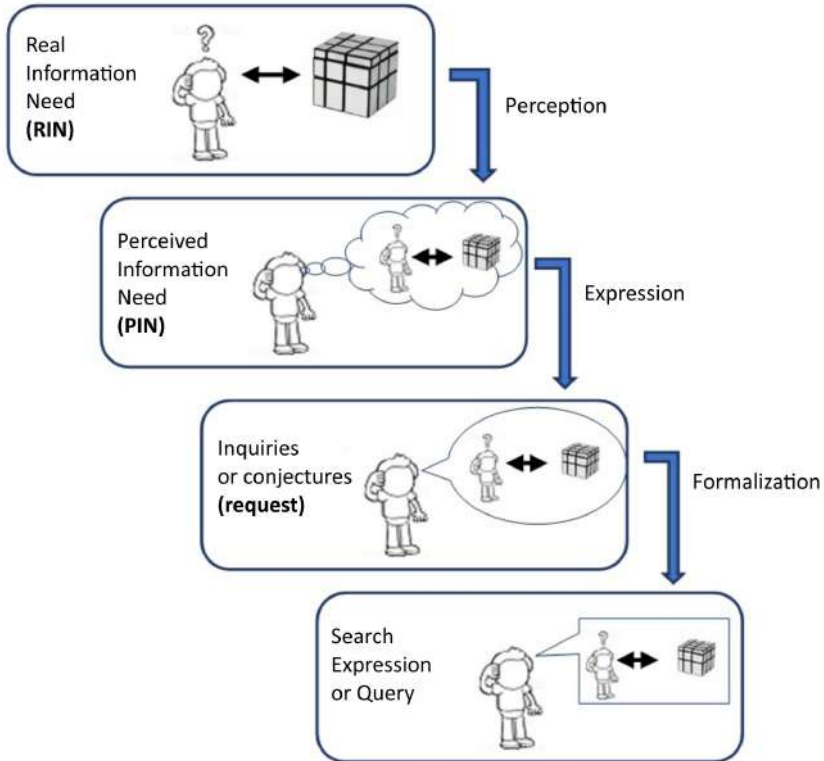 Real
Information
Need
(RIN)
?
Perception
Perceived
Information
Need
(PIN)
?
Expression
Inquiries
or conjectures
(request)
?
Formalization
Search
Expression
or Query
?